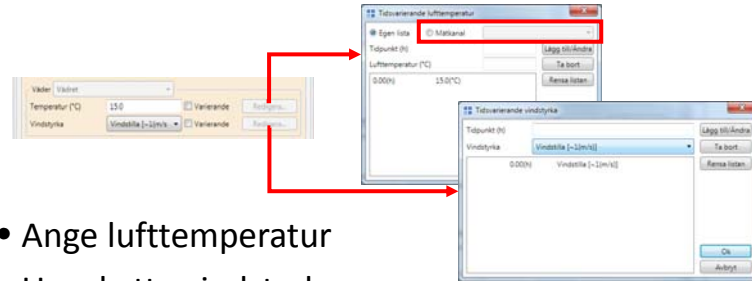 Väder Vädret
Temperatur (°C) 15.0 Varierande Redigera...
Vindstyrka Vindstilla [~1(m/s Varierande Redigera...
Tidsvarierande lufttemperatur
Egen lista Mätkanal
Tidpunkt (h) Lägg till/Ändra
Lufttemperatur (°C) Ta bort
0.00(h) 15.0(°C) Rensa listan
Tidsvarierande vindstyrka
Tidpunkt (h) Lägg till/Ändra
Vindstyrka Vindstilla [~1(m/s)] Ta bort
0.00(h) Vindstilla [~1(m/s)] Rensa listan
Ok
Avbryt
• Ange lufttemperatur